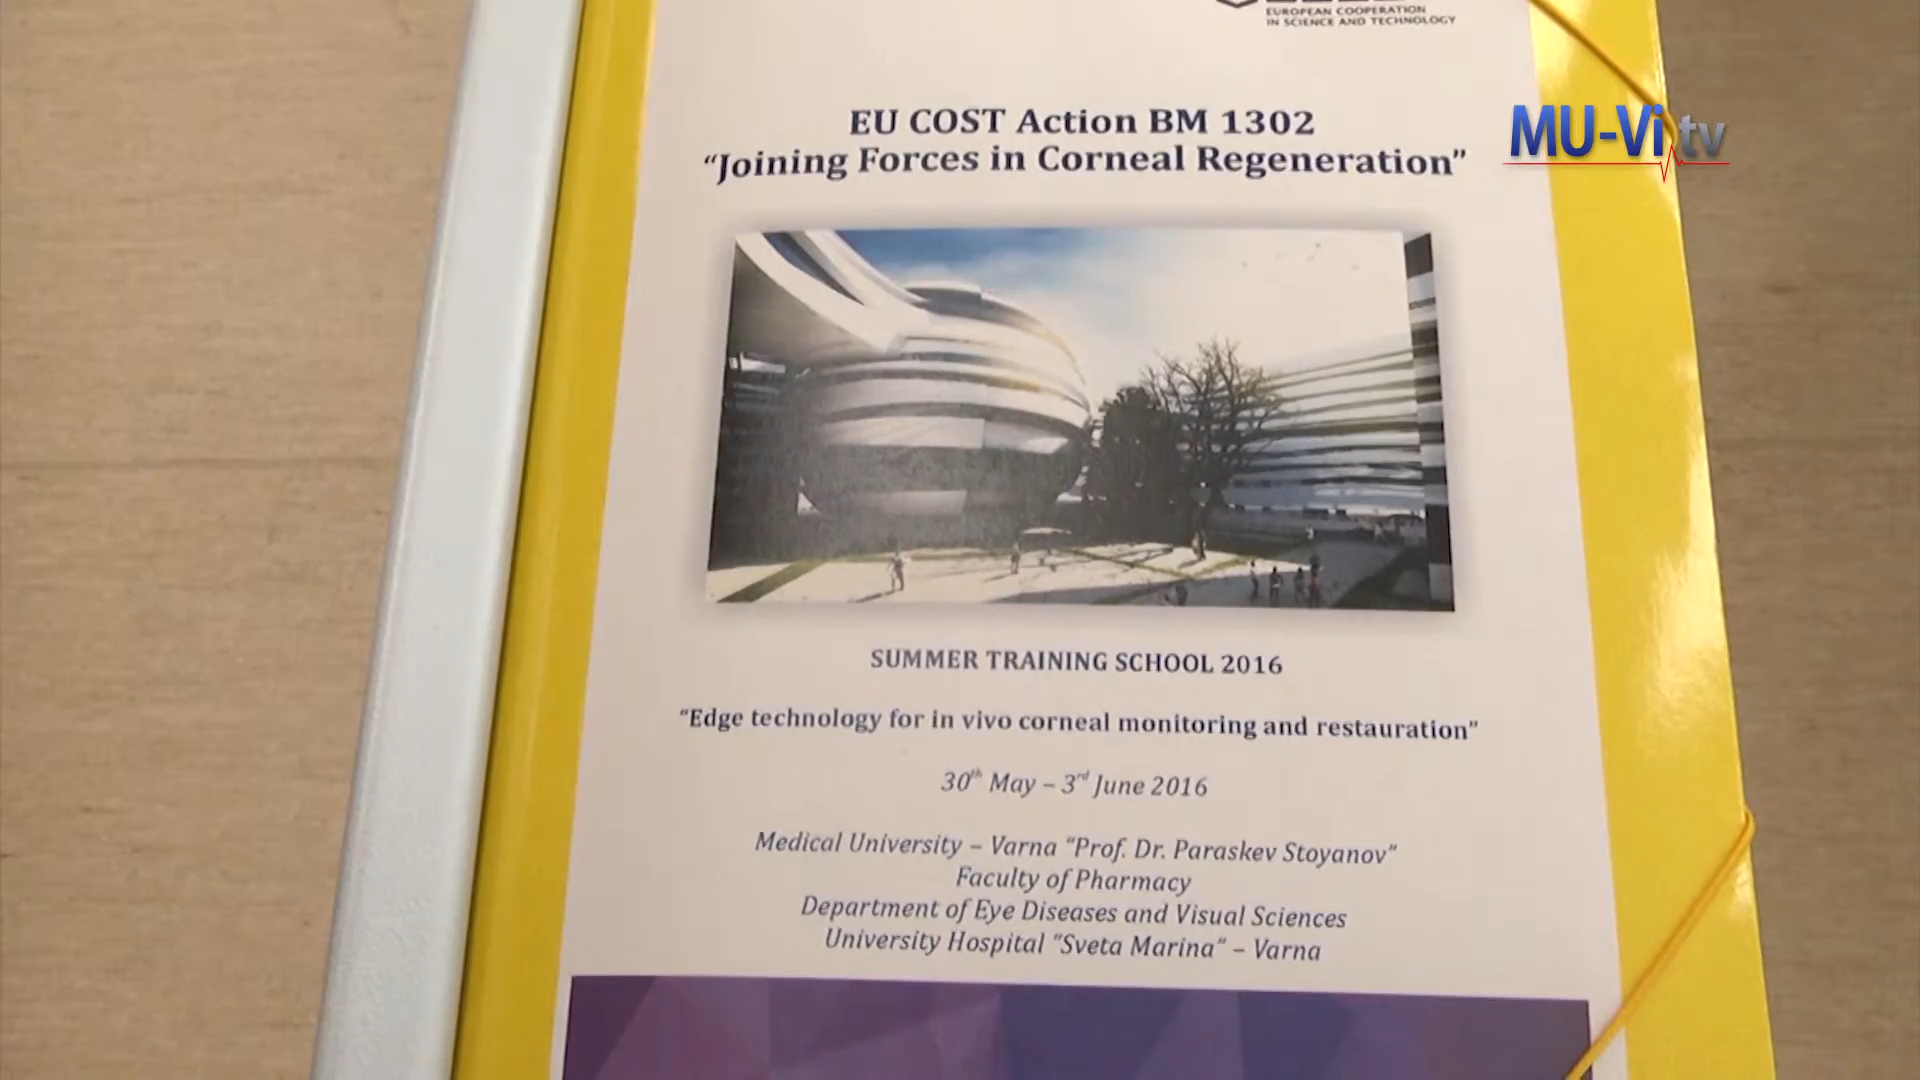 EUROPEAN COOPERATION
IN SCIENCE AND TECHNOLOGY
EU COST Action BM 1302
“Joining Forces in Corneal Regeneration”
MU-Vi tv
SUMMER TRAINING SCHOOL 2016
“Edge technology for in vivo corneal monitoring and restauration”
30th May – 3rd June 2016
Medical University – Varna “Prof. Dr. Paraskev Stoyanov”
Faculty of Pharmacy
Department of Eye Diseases and Visual Sciences
University Hospital “Sveta Marina” – Varna